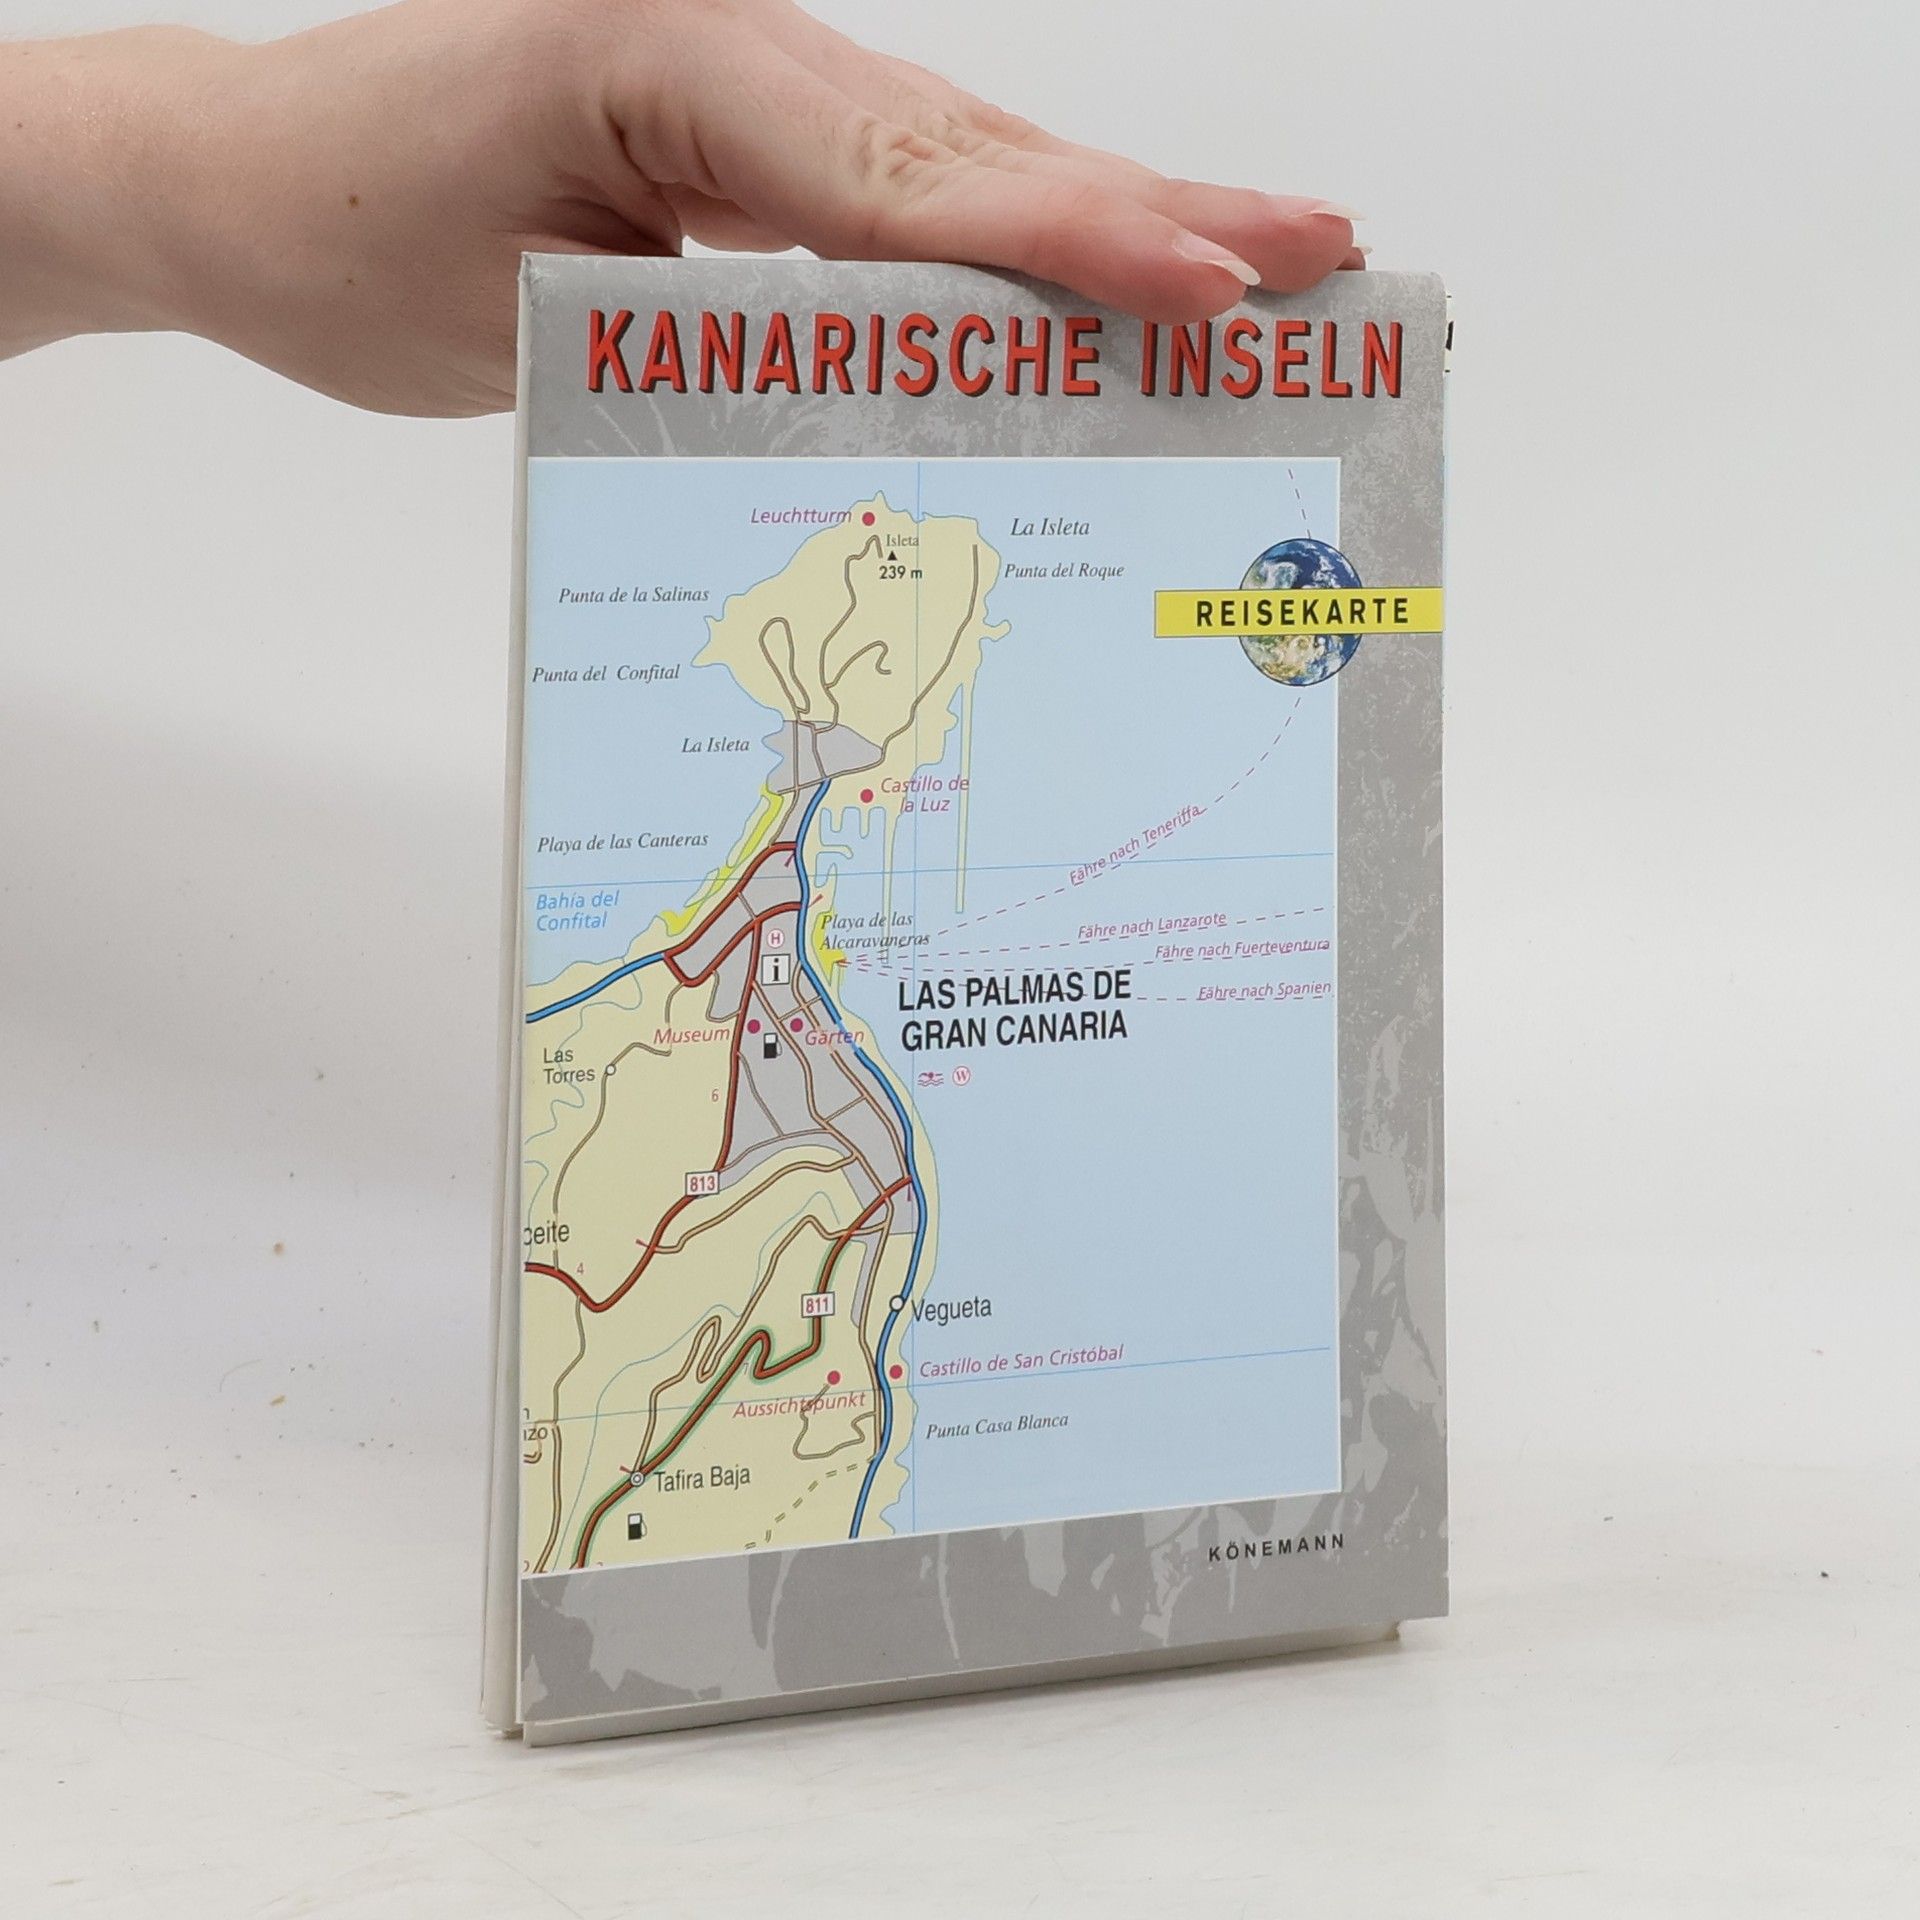 KANARISCHE INSELN
Leuchtturm
Isleta
239 m
La Isleta
Punta del Roque
Punta de la Salinas
REISEKARTE
Punta del Confital
La Isleta
Castillo de
la Luz
Playa de las Canteras
Fähre nach Teneriffa
Bahía del
Confital
Playa de las
Alcaravaneras
Fähre nach Lanzarote
Fähre nach Fuerteventura
Fähre nach Spanien
H
i
LAS PALMAS DE
GRAN CANARIA
W
Museum
Gärten
Las
Torres
6
813
ceite
4
811
Vegueta
7
Castillo de San Cristóbal
Aussichtspunkt
Punta Casa Blanca
nzo
Tafira Baja
KÖNEMANN